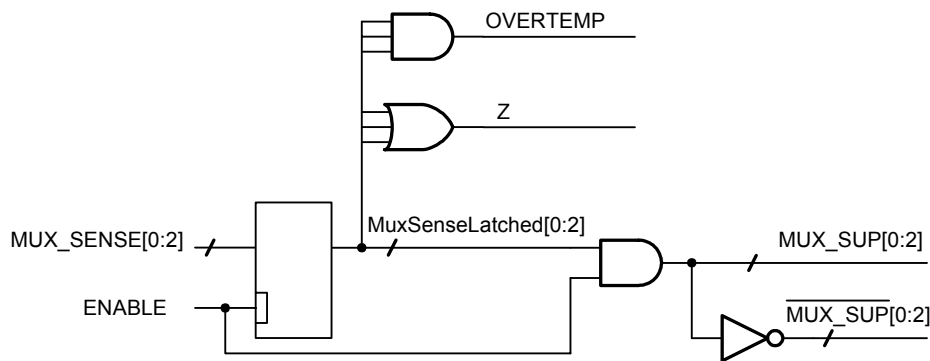 OVERTEMP
Z
MUX_SENSE[0:2]
MuxSenseLatched[0:2]
MUX_SUP[0:2]
ENABLE
MUX_SUP[0:2]